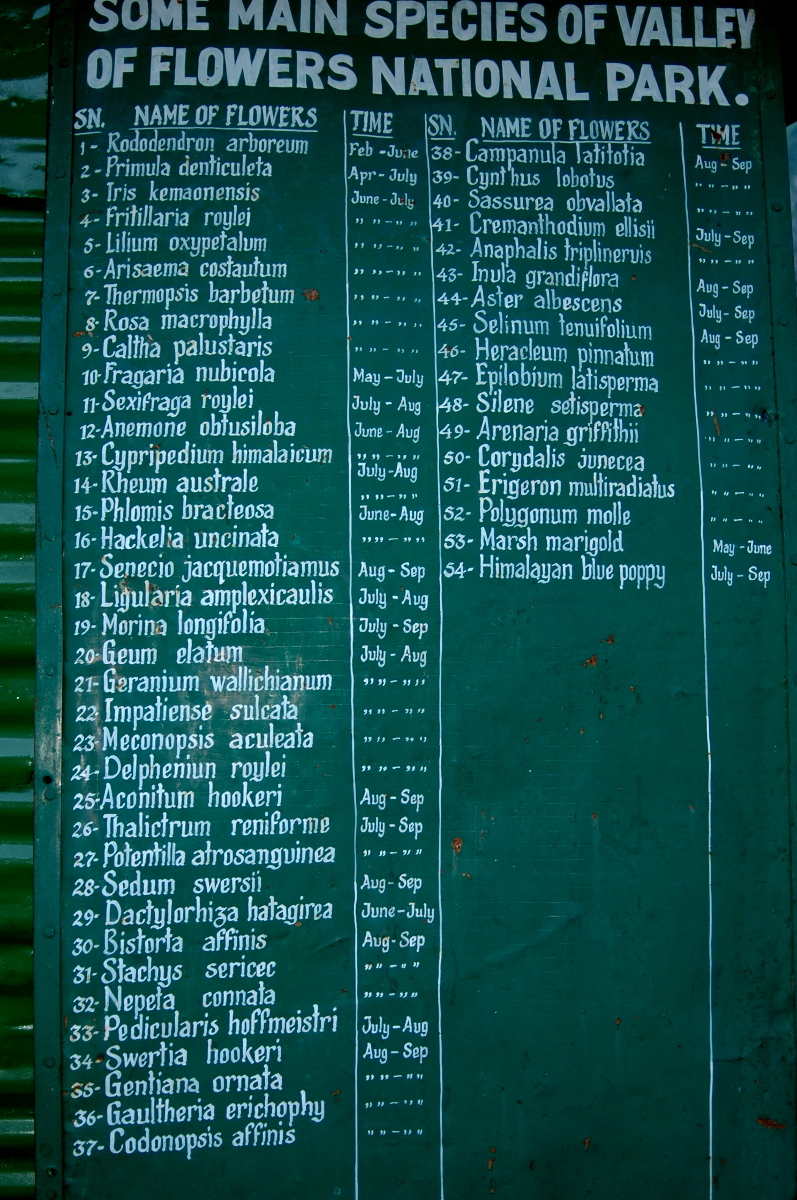 SOME MAIN SPECIES OF VALLEY
OF FLOWERS NATIONAL PARK.
SN. NAME OF FLOWERS TIME
1- Rododendron arboreum Feb - June
2- Primula denticuleta Apr - July
3- Iris kemaonensis June - July
4- Fritillaria roylei " " - " "
5- Lilium oxypetalum " " - " "
6- Arisaema costautum " " - " "
7- Thermopsis barbetum " " - " "
8- Rosa macrophylla " " - " "
9- Caltha palustaris " " - " "
10- Fragaria nubicola May - July
11- Sexifraga roylei July - Aug
12- Anemone obtusiloba June - Aug
13- Cypripedium himalaicum " " - " "
July - Aug
14- Rheum australe " " - " "
15- Phlomis bracteosa June - Aug
16- Hackelia uncinata " " - " "
17- Senecio jacquemotiamus Aug - Sep
18- Ligularia amplexicaulis July - Aug
19- Morina longifolia July - Sep
20- Geum elatum July - Aug
21- Geranium wallichianum " " - " "
22- Impatiense sulcata " " - " "
23- Meconopsis aculeata " " - " "
24- Delpheniun roylei " " - " "
25- Aconitum hookeri Aug - Sep
26- Thalictrum reniforme July - Sep
27- Potentilla atrosanguinea " " - " "
28- Sedum swersii Aug - Sep
29- Dactylorhiza hatagirea June - July
30- Bistorta affinis Aug - Sep
31- Stachys sericec " " - " "
32- Nepeta connata " " - " "
33- Pedicularis hoffmeistri July - Aug
34- Swertia hookeri Aug - Sep
35- Gentiana ornata " " - " "
36- Gaultheria erichophy " " - " "
37- Codonopsis affinis " " - " "
SN. NAME OF FLOWERS TIME
38- Campanula latitotia Aug - Sep
39- Cynthus lobotus " " - " "
40- Sassurea obvallata " " - " "
41- Cremanthodium ellisii July - Sep
42- Anaphalis triplinervis " " - " "
43- Inula grandiflora Aug - Sep
44- Aster albescens July - Sep
45- Selinum tenuifolium Aug - Sep
46- Heracleum pinnatum " " - " "
47- Epilobium latisperma " " - " "
48- Silene setisperma " " - " "
49- Arenaria griffithii " " - " "
50- Corydalis junecea " " - " "
51- Erigeron multiradiatus " " - " "
52- Polygonum molle " " - " "
53- Marsh marigold May - June
54- Himalayan blue poppy July - Sep